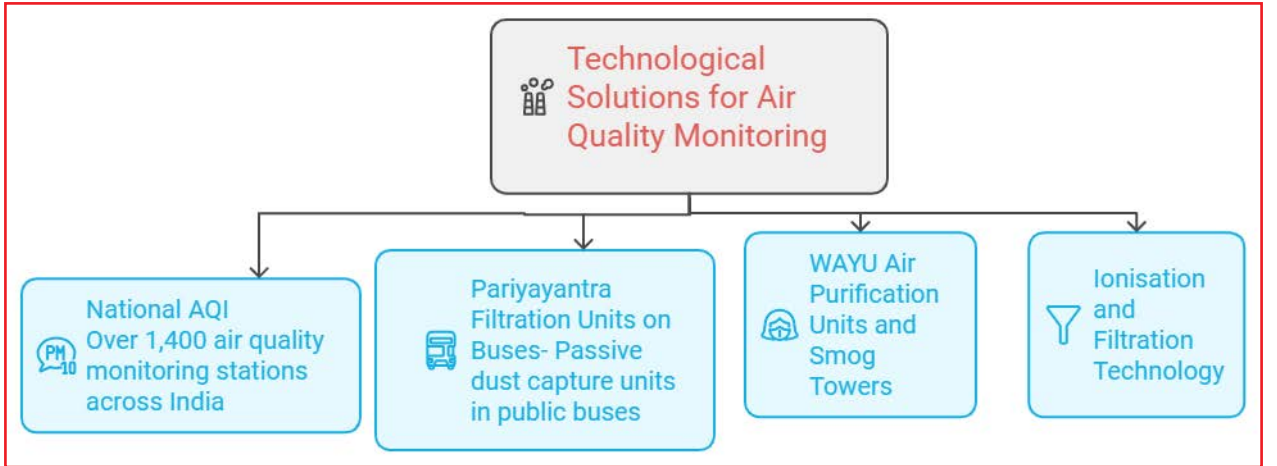 Technological
Solutions for Air
Quality Monitoring
National AQI
Over 1,400 air quality
monitoring stations
across India
PM
10
Pariyayantra
Filtration Units on
Buses- Passive
dust capture units
in public buses
WAYU Air
Purification
Units and
Smog
Towers
Ionisation
and
Filtration
Technology